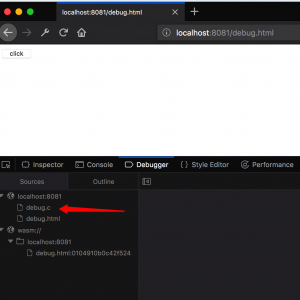 localhost:8081/debug.html
localhost:8081/debug.html
click
Inspector Console Debugger Style Editor Performance
Sources Outline
localhost:8081
debug.c
debug.html
wasm://
localhost:8081
debug.html:0104910b0c42f524